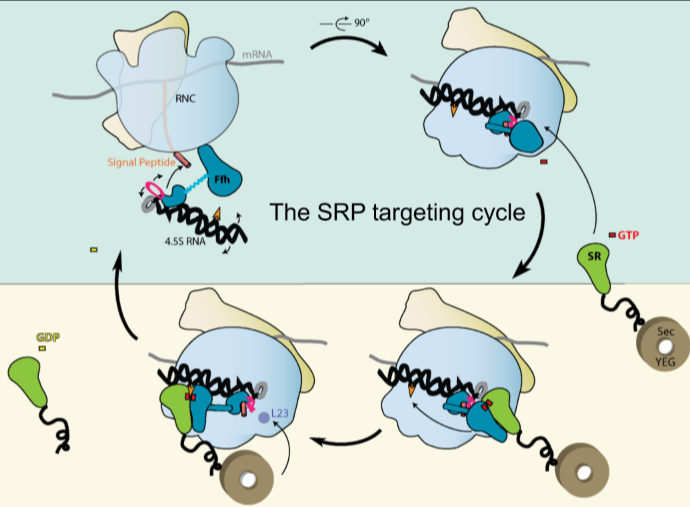 90°
mRNA
RNC
Signal Peptide
Ffh
4.5S RNA
The SRP targeting cycle
GTP
SR
Sec
YEG
GDP
L23